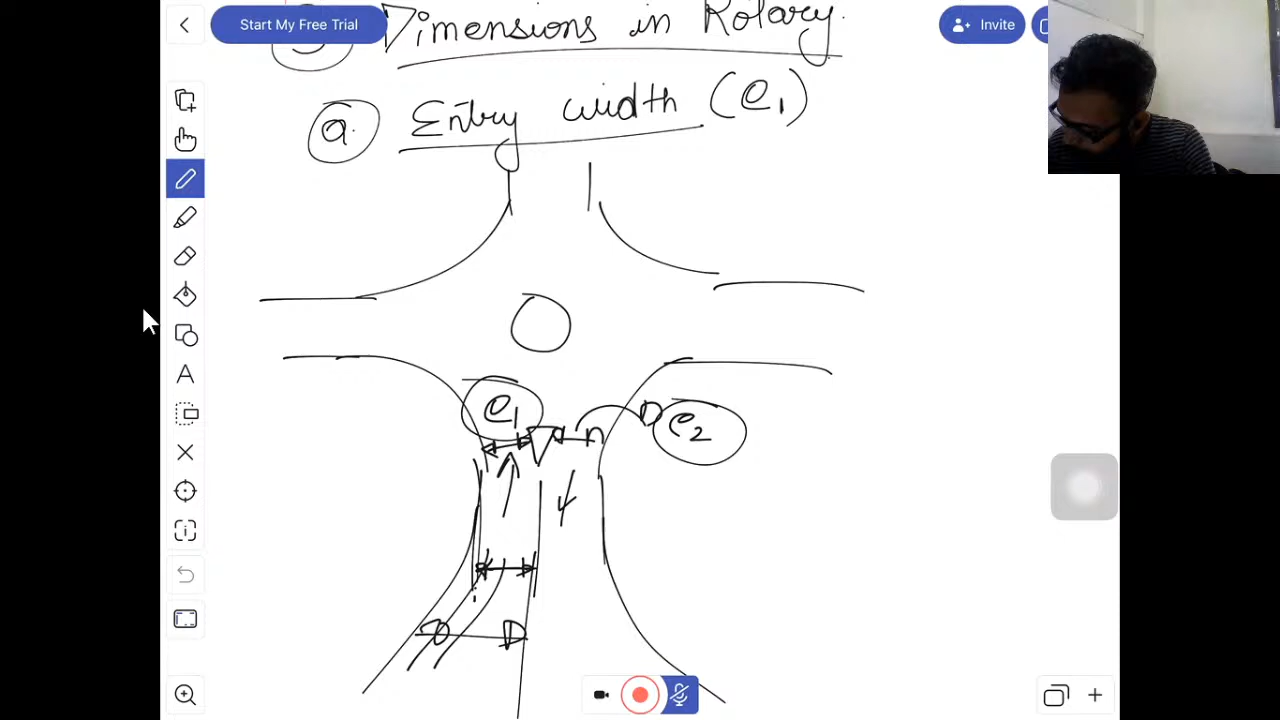 Start My Free Trial
Invite
Dimensions in Rotary.
a Entry width (e1)
e1
e2
A